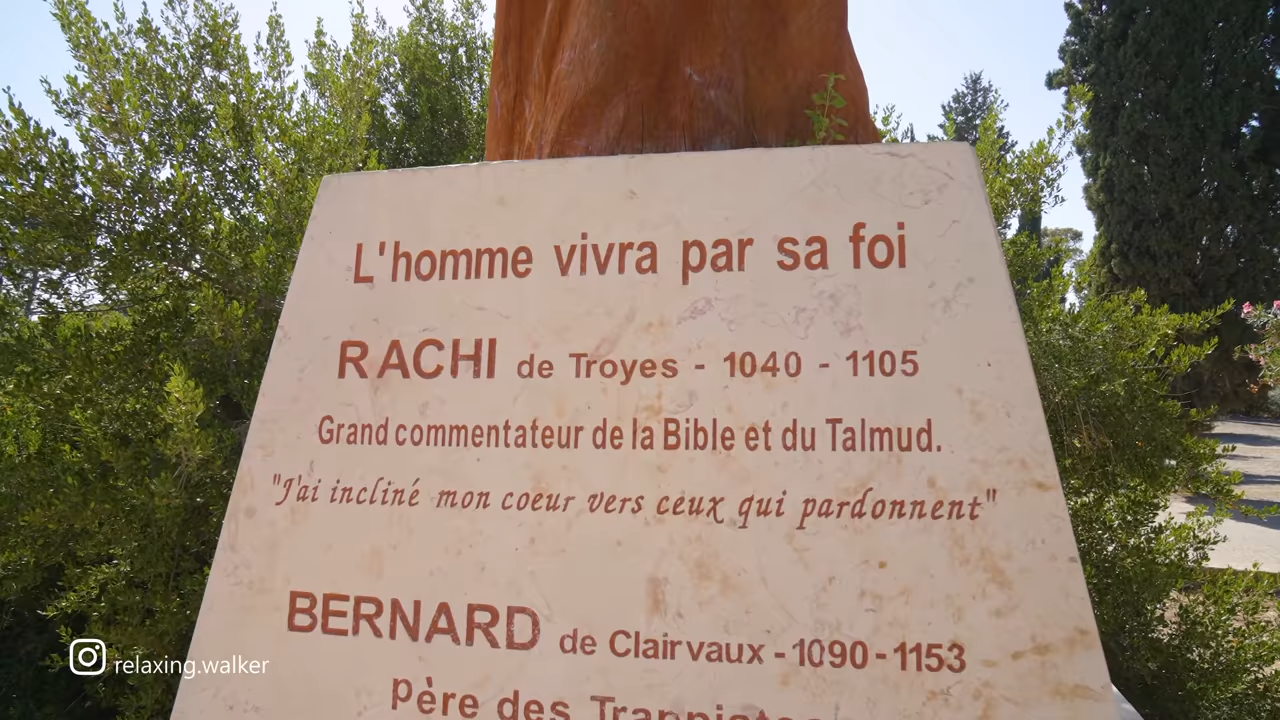 L'homme vivra par sa foi
RACHI de Troyes - 1040 - 1105
Grand commentateur de la Bible et du Talmud.
"J'ai incliné mon coeur vers ceux qui pardonnent"
BERNARD de Clairvaux - 1090 - 1153
père des Trappistes
relaxing.walker